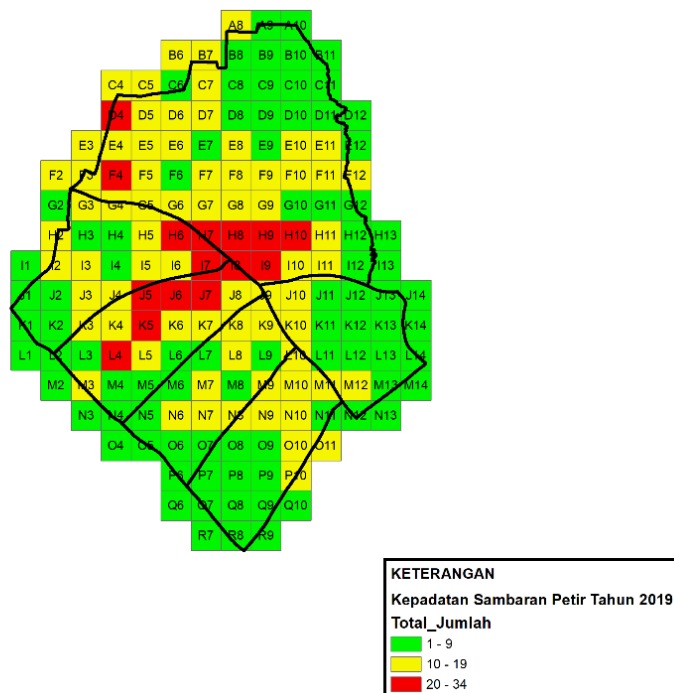 A8 A9 A10
B6 B7 B8 B9 B10 B11
C4 C5 C6 C7 C8 C9 C10 C11
D4 D5 D6 D7 D8 D9 D10 D11 D12
E3 E4 E5 E6 E7 E8 E9 E10 E11 E12
F2 F3 F4 F5 F6 F7 F8 F9 F10 F11 F12
G2 G3 G4 G5 G6 G7 G8 G9 G10 G11 G12
H2 H3 H4 H5 H6 H7 H8 H9 H10 H11 H12 H13
I1 I2 I3 I4 I5 I6 I7 I8 I9 I10 I11 I12 I13
J1 J2 J3 J4 J5 J6 J7 J8 J9 J10 J11 J12 J13 J14
K1 K2 K3 K4 K5 K6 K7 K8 K9 K10 K11 K12 K13 K14
L1 L2 L3 L4 L5 L6 L7 L8 L9 L10 L11 L12 L13 L14
M2 M3 M4 M5 M6 M7 M8 M9 M10 M11 M12 M13 M14
N3 N4 N5 N6 N7 N8 N9 N10 N11 N12 N13
O4 O5 O6 O7 O8 O9 O10 O11
P6 P7 P8 P9 P10
Q6 Q7 Q8 Q9 Q10
R7 R8 R9
KETERANGAN
Kepadatan Sambaran Petir Tahun 2019
Total_Jumlah
1 - 9
10 - 19
20 - 34